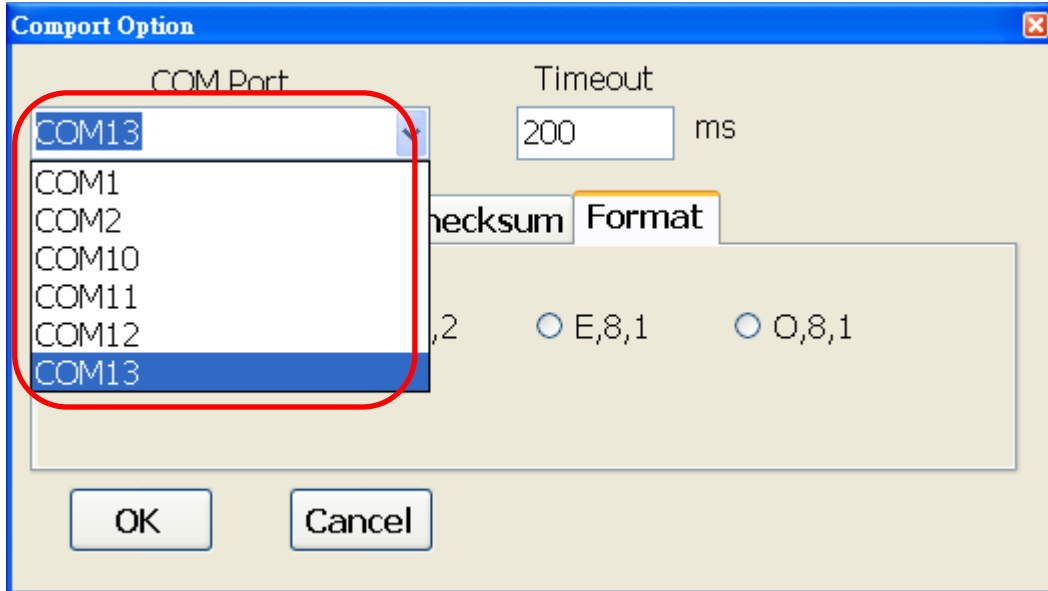 Comport Option
COM Port
Timeout
COM13
200
ms
COM1
COM2
COM10
COM11
COM12
COM13
hecksum
Format
,2
E,8,1
O,8,1
OK
Cancel